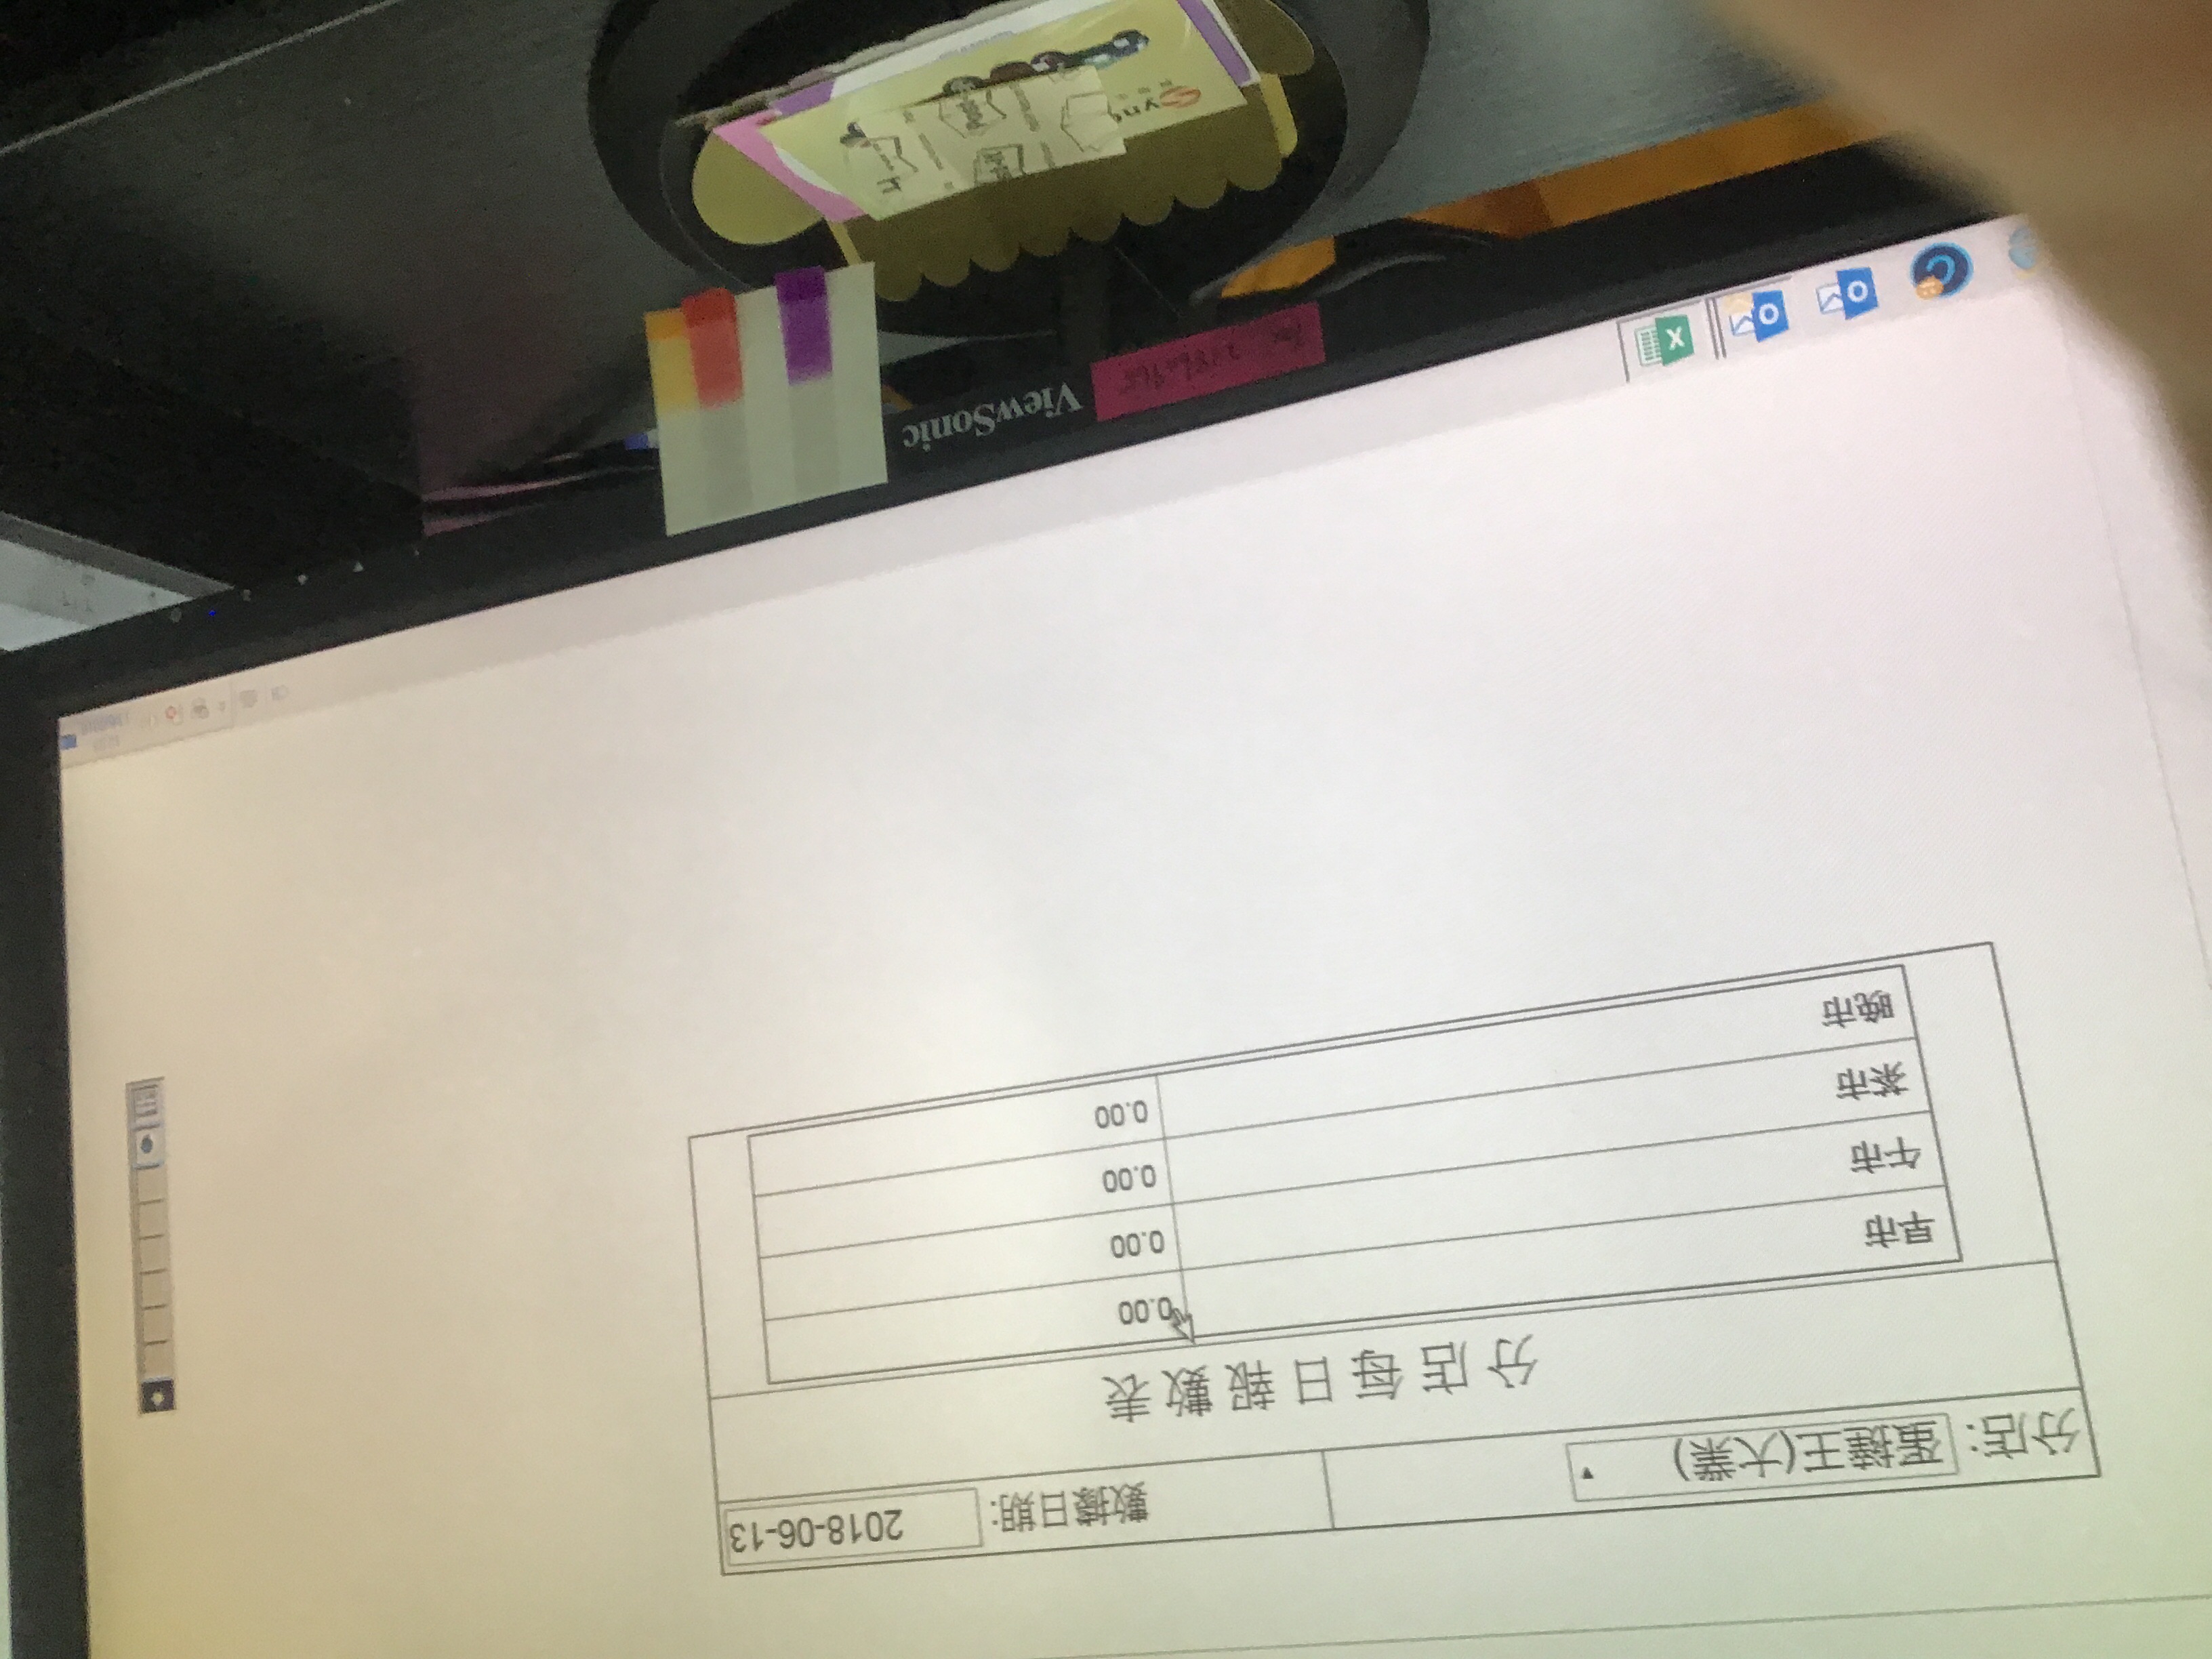 分店: 蛋撻王(大業) 數據日期: 2018-06-13
分店每日報數表
早市 0.00
午市 0.00
茶市 0.00
晚市 0.00
ViewSonic